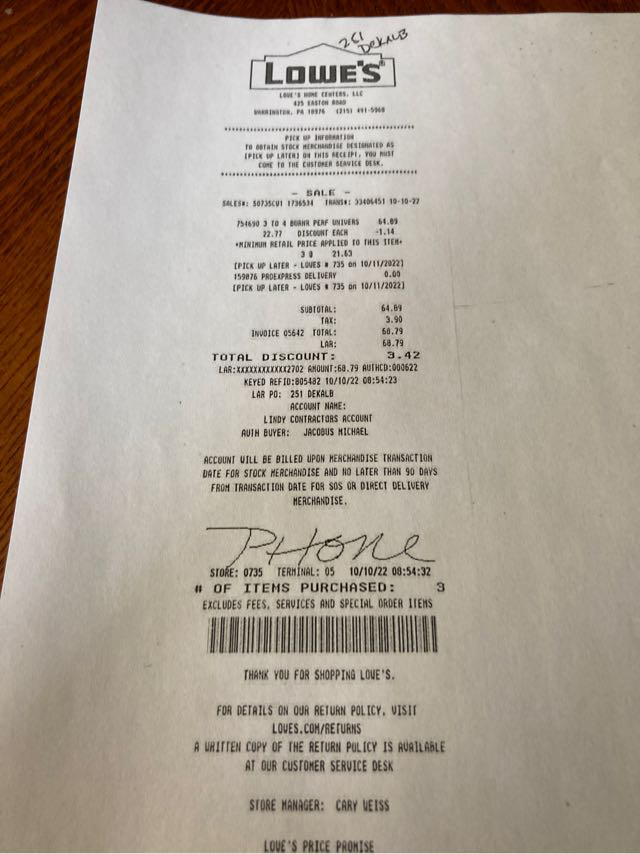 251
DEKALB
LOWE'S®
LOWE'S HOME CENTERS, LLC
425 EASTON ROAD
WARRINGTON, PA 18976 (215) 491-5960
PICK UP INFORMATION
TO OBTAIN STOCK MERCHANDISE DESIGNATED AS
[PICK UP LATER] ON THIS RECEIPT, YOU MUST
COME TO THE CUSTOMER SERVICE DESK.
- SALE -
SALES#: S0735CW1 1736534 TRANS#: 33406451 10-10-22
754690 3 TO 4 BOAHR PERF UNIVERS 64.89
22.77 DISCOUNT EACH -1.14
*MINIMUM RETAIL PRICE APPLIED TO THIS ITEM*
3 @ 21.63
[PICK UP LATER - LOWES # 735 on 10/11/2022]
159876 PROEXPRESS DELIVERY 0.00
[PICK UP LATER - LOWES # 735 on 10/11/2022]
SUBTOTAL: 64.89
TAX: 3.90
INVOICE 05642 TOTAL: 68.79
LAR: 68.79
TOTAL DISCOUNT: 3.42
LAR:XXXXXXXXXXXX2702 AMOUNT:68.79 AUTHCD:000622
KEYED REFID:805482 10/10/22 08:54:23
LAR PO: 251 DEKALB
ACCOUNT NAME:
LINDY CONTRACTORS ACCOUNT
AUTH BUYER: JACOBUS MICHAEL
ACCOUNT WILL BE BILLED UPON MERCHANDISE TRANSACTION
DATE FOR STOCK MERCHANDISE AND NO LATER THAN 90 DAYS
FROM TRANSACTION DATE FOR SOS OR DIRECT DELIVERY
MERCHANDISE.
PHONE
STORE: 0735 TERMINAL: 05 10/10/22 08:54:32
# OF ITEMS PURCHASED: 3
EXCLUDES FEES, SERVICES AND SPECIAL ORDER ITEMS
THANK YOU FOR SHOPPING LOWE'S.
FOR DETAILS ON OUR RETURN POLICY, VISIT
LOWES.COM/RETURNS
A WRITTEN COPY OF THE RETURN POLICY IS AVAILABLE
AT OUR CUSTOMER SERVICE DESK
STORE MANAGER: CARY WEISS
LOWE'S PRICE PROMISE